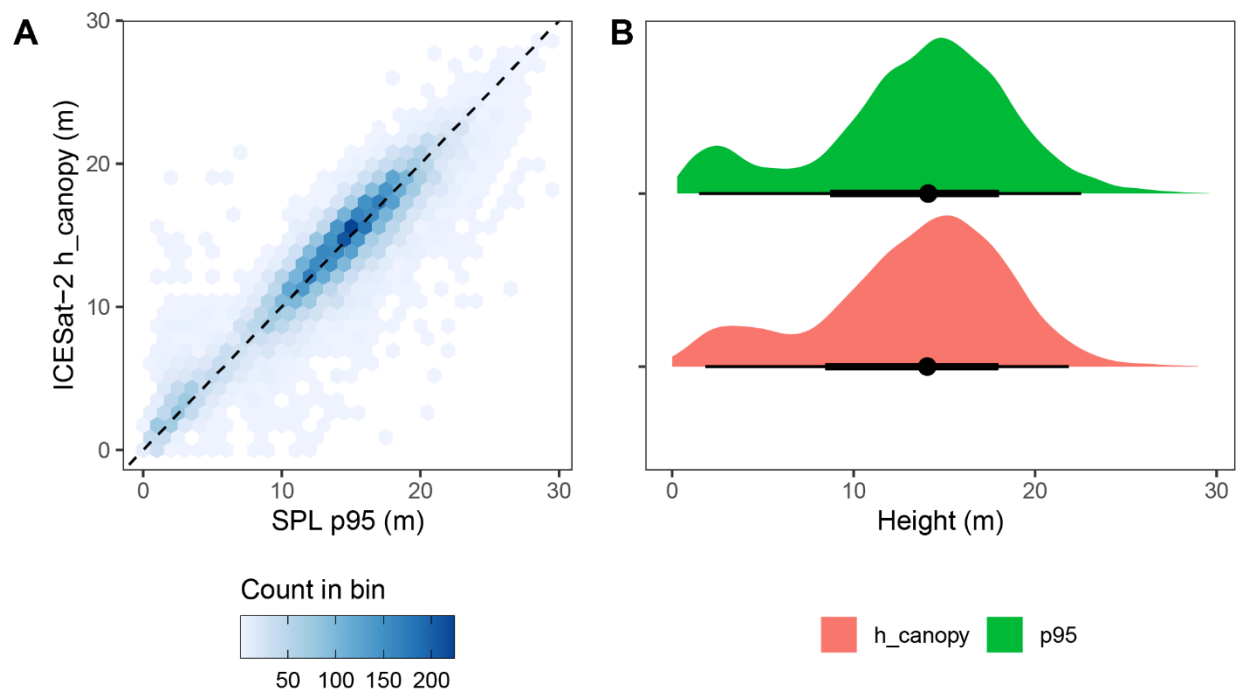 A
30
20
10
0
ICESat−2 h_canopy (m)
0 10 20 30
SPL p95 (m)
Count in bin
50 100 150 200
B
0 10 20 30
Height (m)
h_canopy p95